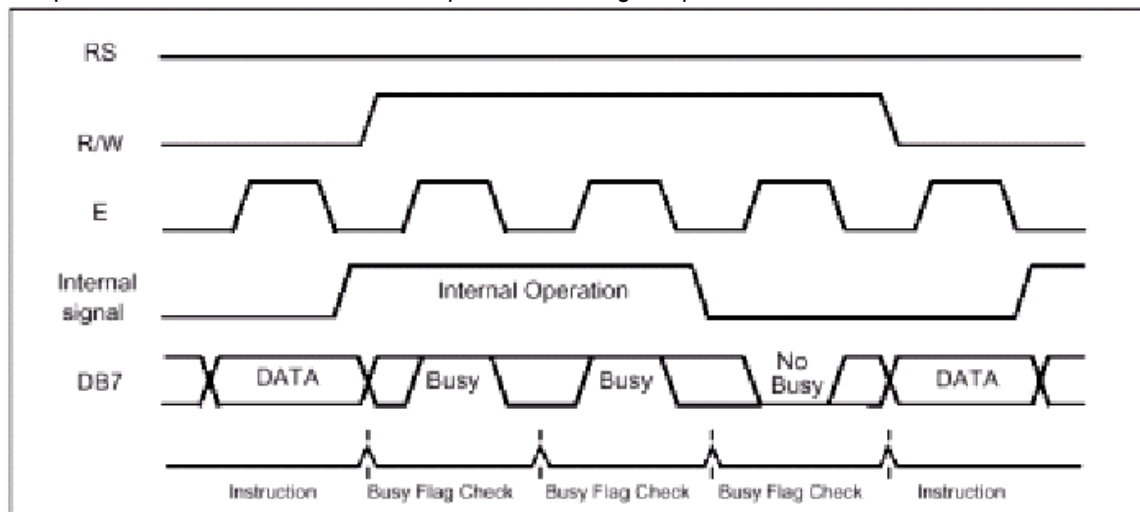 RS
R/W
E
Internal
signal
Internal Operation
DB7
DATA
Busy
Busy
No
Busy
DATA
Instruction
Busy Flag Check
Busy Flag Check
Busy Flag Check
Instruction